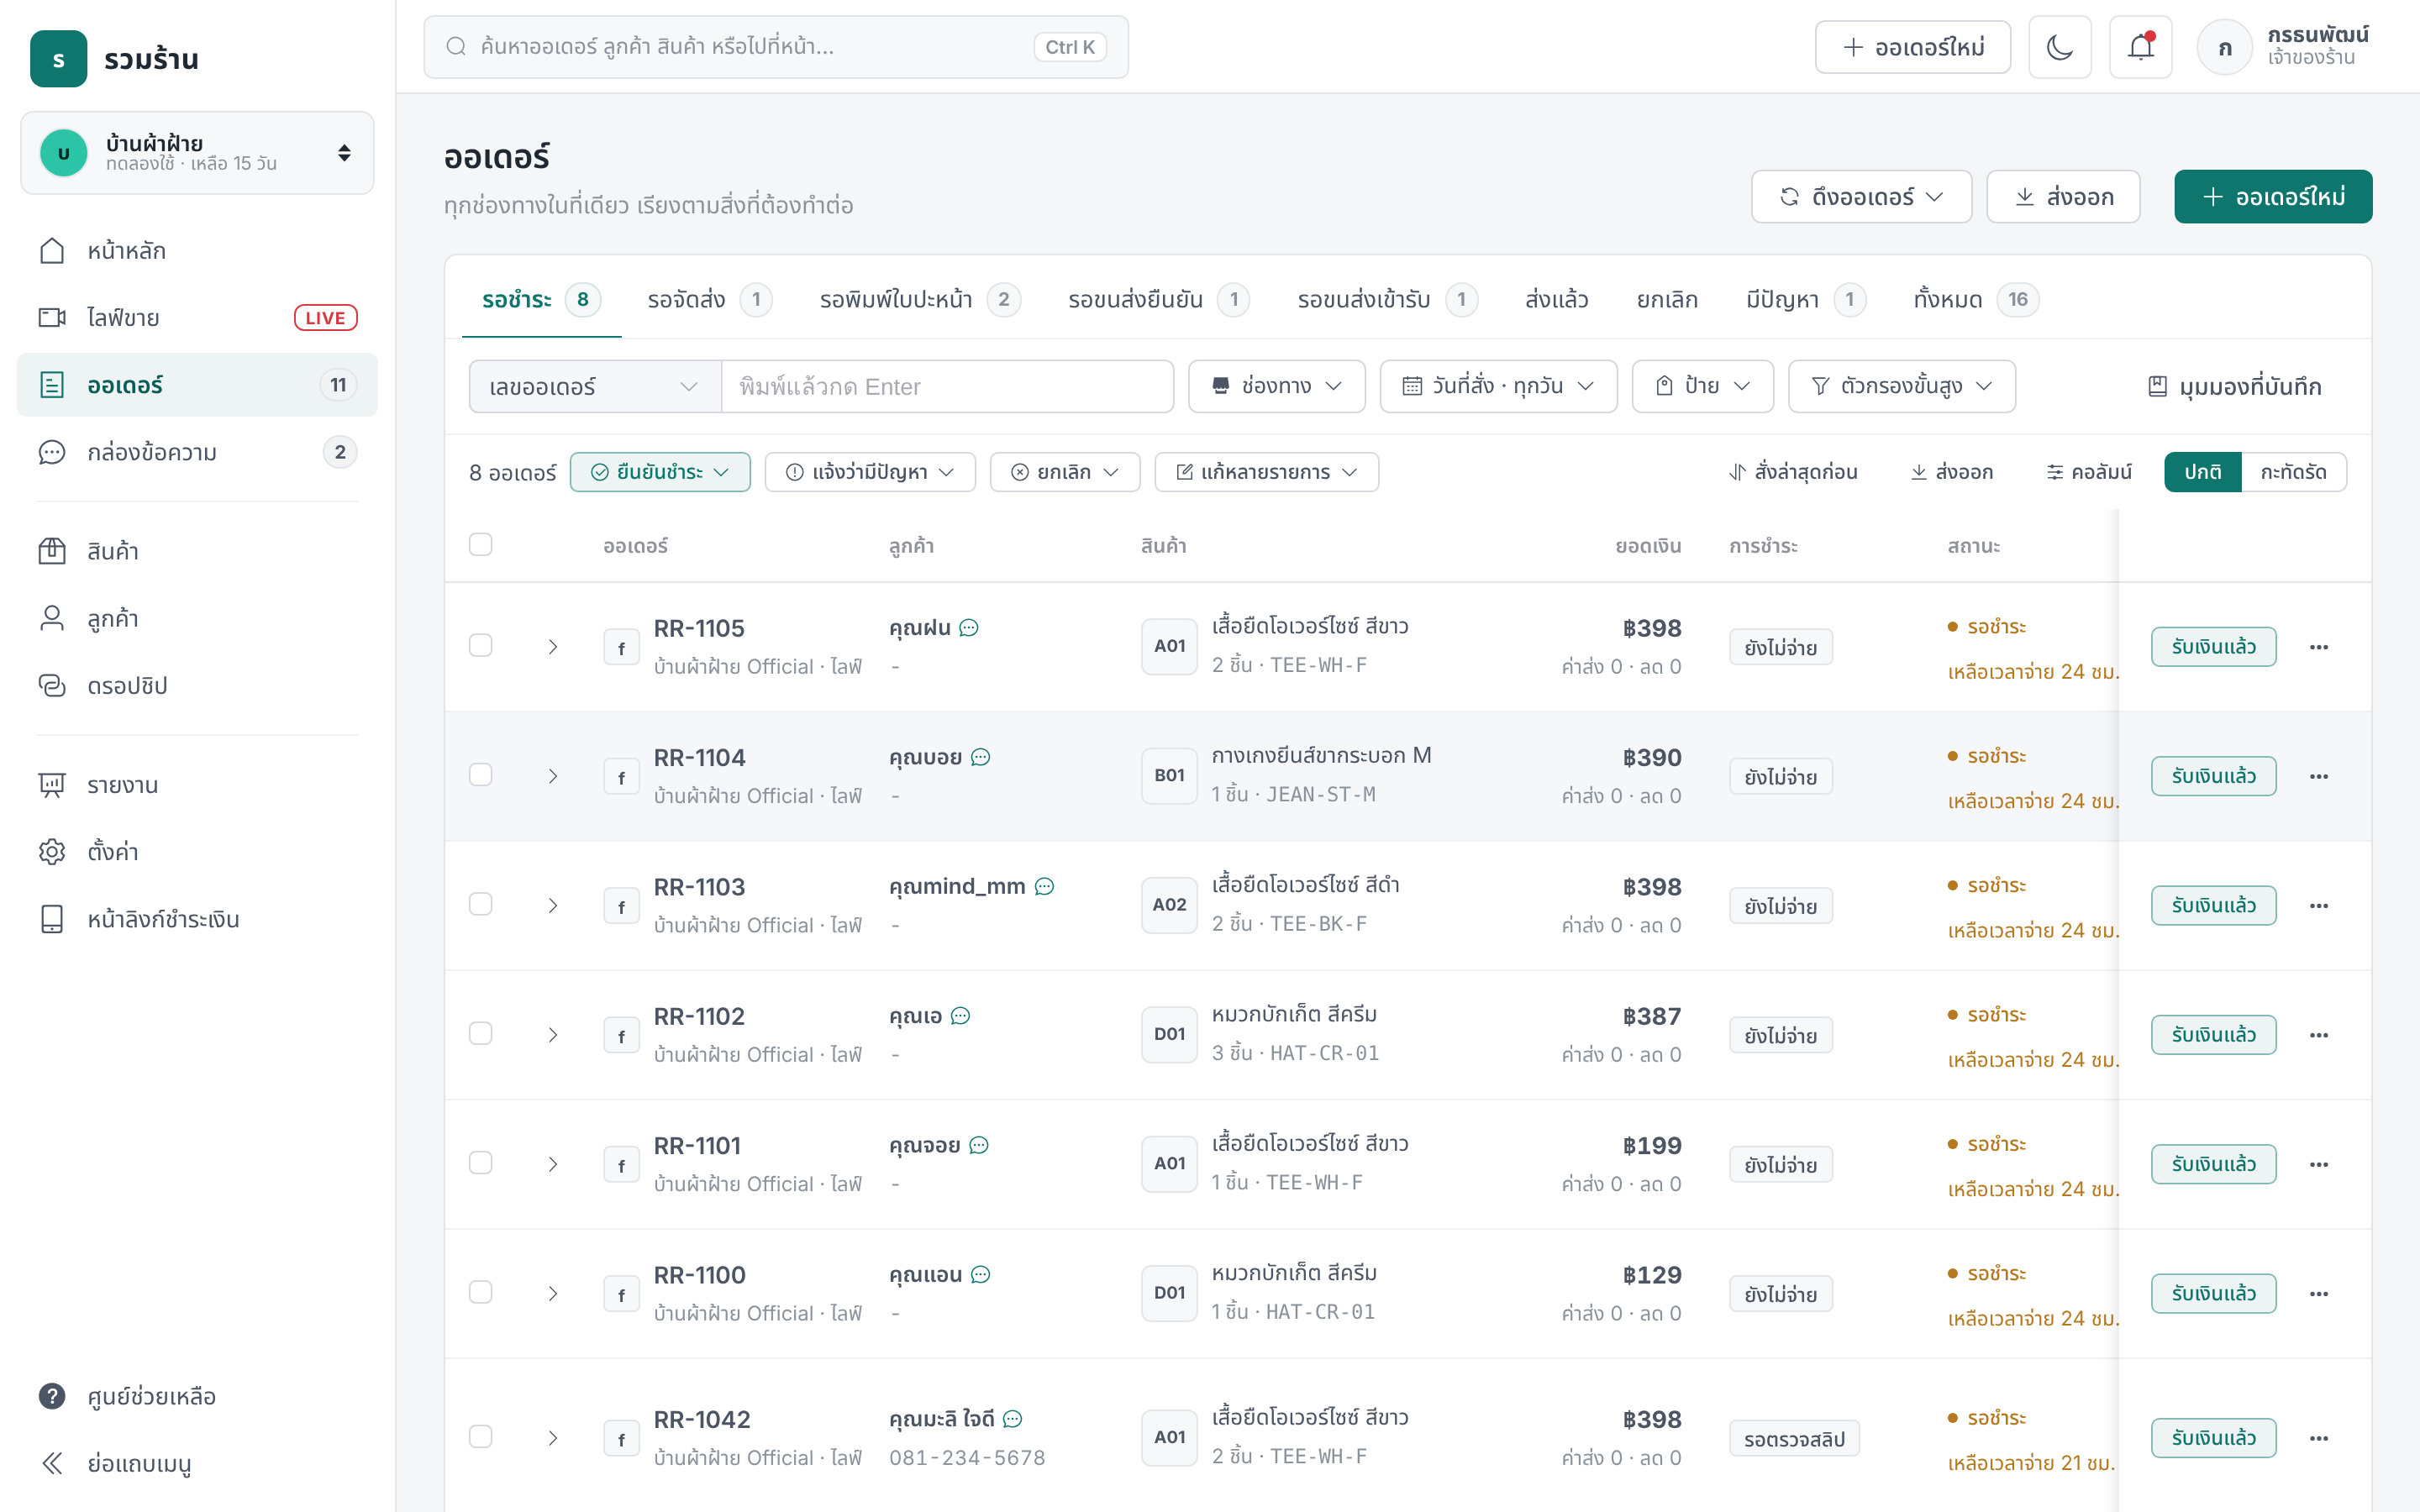 ร รวมร้าน
บ บ้านผ้าฝ้าย
ทดลองใช้ · เหลือ 15 วัน
หน้าหลัก
ไลฟ์ขาย LIVE
ออเดอร์ 11
กล่องข้อความ 2
สินค้า
ลูกค้า
ดรอปชิป
รายงาน
ตั้งค่า
หน้าลิงก์ชำระเงิน
ศูนย์ช่วยเหลือ
ย่อแถบเมนู
ค้นหาออเดอร์ ลูกค้า สินค้า หรือไปที่หน้า... Ctrl K
ออเดอร์ใหม่
ก กรธนพัฒน์
เจ้าของร้าน
ออเดอร์
ทุกช่องทางในที่เดียว เรียงตามสิ่งที่ต้องทำต่อ
ดึงออเดอร์ ส่งออก ออเดอร์ใหม่
รอชำระ 8 รอจัดส่ง 1 รอพิมพ์ใบปะหน้า 2 รอขนส่งยืนยัน 1 รอขนส่งเข้ารับ 1 ส่งแล้ว ยกเลิก มีปัญหา 1 ทั้งหมด 16
เลขออเดอร์ พิมพ์แล้วกด Enter ช่องทาง วันที่สั่ง · ทุกวัน ป้าย ตัวกรองขั้นสูง มุมมองที่บันทึก
8 ออเดอร์ ยืนยันชำระ แจ้งว่ามีปัญหา ยกเลิก แก้หลายรายการ สั่งล่าสุดก่อน ส่งออก คอลัมน์ ปกติ กะทัดรัด
ออเดอร์ ลูกค้า สินค้า ยอดเงิน การชำระ สถานะ
f RR-1105 คุณฝน A01 เสื้อยืดโอเวอร์ไซซ์ สีขาว ฿398 ยังไม่จ่าย รอชำระ รับเงินแล้ว
บ้านผ้าฝ้าย Official · ไลฟ์ - 2 ชิ้น · TEE-WH-F ค่าส่ง 0 · ลด 0 เหลือเวลาจ่าย 24 ชม.
f RR-1104 คุณบอย B01 กางเกงยีนส์ขากระบอก M ฿390 ยังไม่จ่าย รอชำระ รับเงินแล้ว
บ้านผ้าฝ้าย Official · ไลฟ์ - 1 ชิ้น · JEAN-ST-M ค่าส่ง 0 · ลด 0 เหลือเวลาจ่าย 24 ชม.
f RR-1103 คุณmind_mm A02 เสื้อยืดโอเวอร์ไซซ์ สีดำ ฿398 ยังไม่จ่าย รอชำระ รับเงินแล้ว
บ้านผ้าฝ้าย Official · ไลฟ์ - 2 ชิ้น · TEE-BK-F ค่าส่ง 0 · ลด 0 เหลือเวลาจ่าย 24 ชม.
f RR-1102 คุณเอ D01 หมวกบักเก็ต สีครีม ฿387 ยังไม่จ่าย รอชำระ รับเงินแล้ว
บ้านผ้าฝ้าย Official · ไลฟ์ - 3 ชิ้น · HAT-CR-01 ค่าส่ง 0 · ลด 0 เหลือเวลาจ่าย 24 ชม.
f RR-1101 คุณจอย A01 เสื้อยืดโอเวอร์ไซซ์ สีขาว ฿199 ยังไม่จ่าย รอชำระ รับเงินแล้ว
บ้านผ้าฝ้าย Official · ไลฟ์ - 1 ชิ้น · TEE-WH-F ค่าส่ง 0 · ลด 0 เหลือเวลาจ่าย 24 ชม.
f RR-1100 คุณแอน D01 หมวกบักเก็ต สีครีม ฿129 ยังไม่จ่าย รอชำระ รับเงินแล้ว
บ้านผ้าฝ้าย Official · ไลฟ์ - 1 ชิ้น · HAT-CR-01 ค่าส่ง 0 · ลด 0 เหลือเวลาจ่าย 24 ชม.
f RR-1042 คุณมะลิ ใจดี A01 เสื้อยืดโอเวอร์ไซซ์ สีขาว ฿398 รอตรวจสลิป รอชำระ รับเงินแล้ว
บ้านผ้าฝ้าย Official · ไลฟ์ 081-234-5678 2 ชิ้น · TEE-WH-F ค่าส่ง 0 · ลด 0 เหลือเวลาจ่าย 21 ชม.